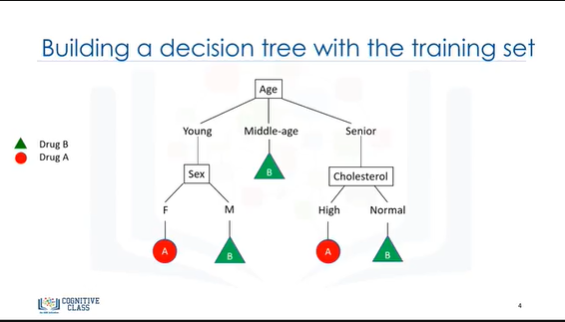 Building a decision tree with the training set
Age
Young Middle-age Senior
Drug B
Drug A
B
Sex
Cholesterol
F M High Normal
A B A B
COGNITIVE
CLASS
4